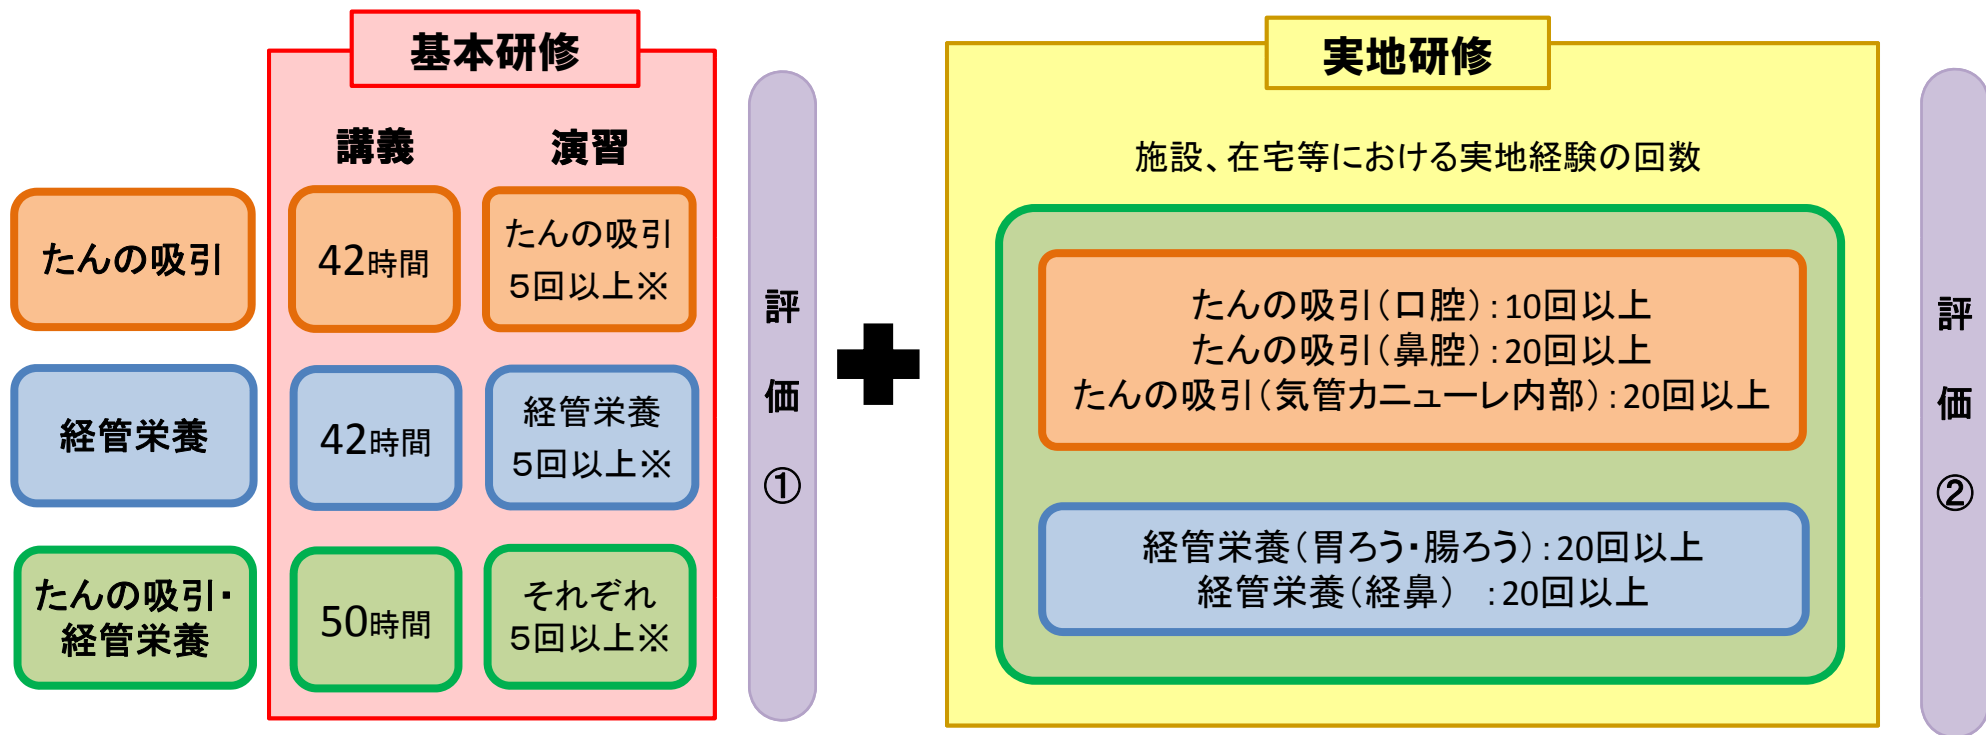 基本研修
講義
演習
たんの吸引
42時間
たんの吸引
5回以上※
経管栄養
42時間
経管栄養
5回以上※
たんの吸引・
経管栄養
50時間
それぞれ
5回以上※
評価①
実地研修
施設、在宅等における実地経験の回数
たんの吸引(口腔):10回以上
たんの吸引(鼻腔):20回以上
たんの吸引(気管カニューレ内部):20回以上
経管栄養(胃ろう・腸ろう):20回以上
経管栄養(経鼻) :20回以上
評価②